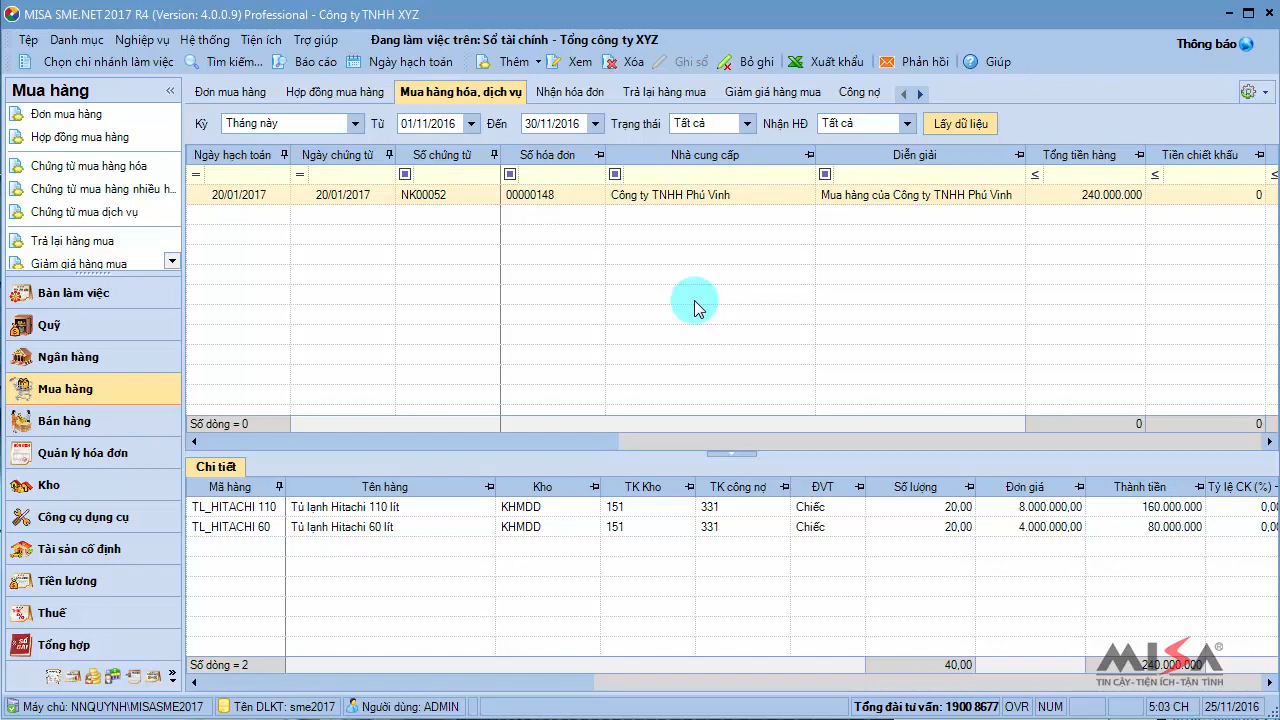 MISA SME.NET 2017 R4 (Version: 4.0.0.9) Professional - Công ty TNHH XYZ
Tệp Danh mục Nghiệp vụ Hệ thống Tiện ích Trợ giúp Đang làm việc trên: Sổ tài chính - Tổng công ty XYZ Thông báo
Chọn chi nhánh làm việc Tìm kiếm... Báo cáo Ngày hạch toán Thêm Xem Xóa Ghi sổ Bỏ ghi Xuất khẩu Phản hồi Giúp
Mua hàng
Đơn mua hàng
Hợp đồng mua hàng
Chứng từ mua hàng hóa
Chứng từ mua hàng nhiều h...
Chứng từ mua dịch vụ
Trả lại hàng mua
Giảm giá hàng mua
Bàn làm việc
Quỹ
Ngân hàng
Mua hàng
Bán hàng
Quản lý hóa đơn
Kho
Công cụ dụng cụ
Tài sản cố định
Tiền lương
Thuế
Tổng hợp
Đơn mua hàng Hợp đồng mua hàng Mua hàng hóa, dịch vụ Nhận hóa đơn Trả lại hàng mua Giảm giá hàng mua Công nợ
Kỳ Tháng này Từ 01/11/2016 Đến 30/11/2016 Trạng thái Tất cả Nhận HĐ Tất cả Lấy dữ liệu
Ngày hạch toán Ngày chứng từ Số chứng từ Số hóa đơn Nhà cung cấp Diễn giải Tổng tiền hàng Tiền chiết khấu
= = ≤ ≤ ≤
20/01/2017 20/01/2017 NK00052 00000148 Công ty TNHH Phú Vinh Mua hàng của Công ty TNHH Phú Vinh 240.000.000 0
Số dòng = 0 0 0
Chi tiết
Mã hàng Tên hàng Kho TK Kho TK công nợ ĐVT Số lượng Đơn giá Thành tiền Tỷ lệ CK (%)
TL_HITACHI 110 Tủ lạnh Hitachi 110 lít KHMDD 151 331 Chiếc 20,00 8.000.000,00 160.000.000 0,00
TL_HITACHI 60 Tủ lạnh Hitachi 60 lít KHMDD 151 331 Chiếc 20,00 4.000.000,00 80.000.000 0,00
Số dòng = 2 40,00 240.000.000
MISA®
TIN CẬY - TIỆN ÍCH - TẬN TÌNH
Máy chủ: NNQUYNH\MISASME2017 Tên DLKT: sme2017 Người dùng: ADMIN Tổng đài tư vấn: 1900 8677 OVR NUM 5:03 CH 25/11/2016